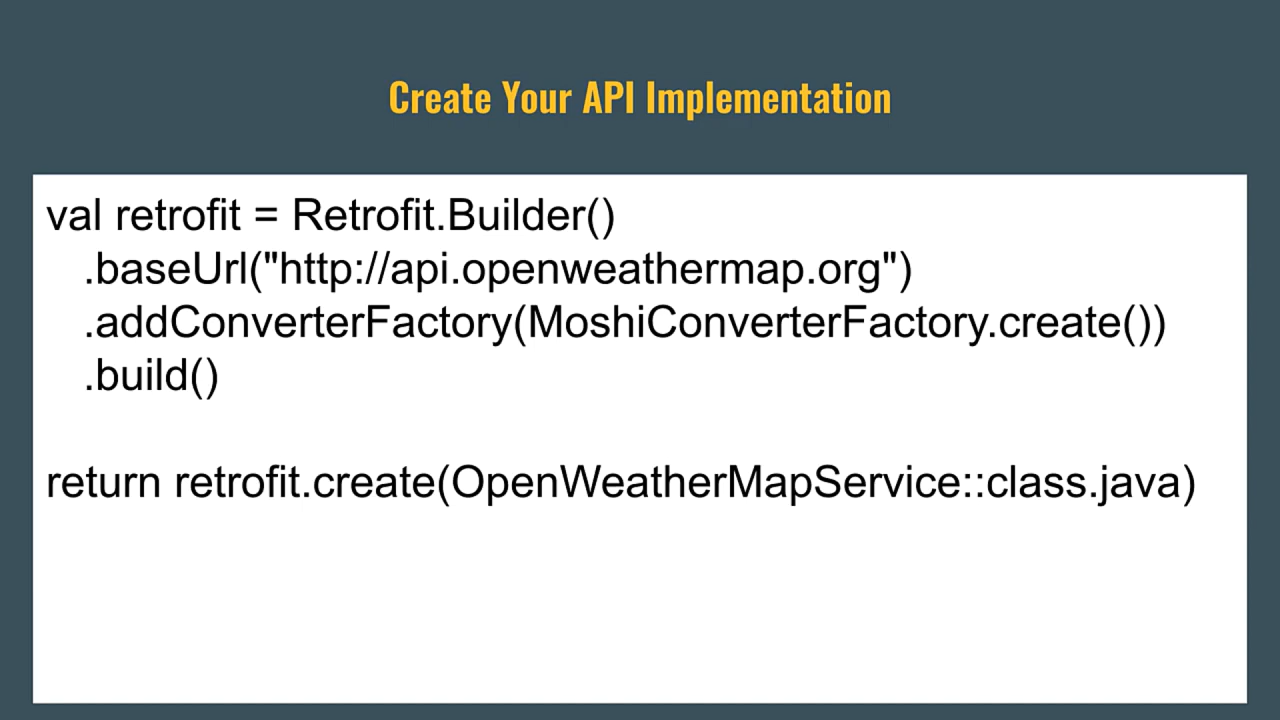 Create Your API Implementation
val retrofit = Retrofit.Builder()
.baseUrl("http://api.openweathermap.org")
.addConverterFactory(MoshiConverterFactory.create())
.build()
return retrofit.create(OpenWeatherMapService::class.java)